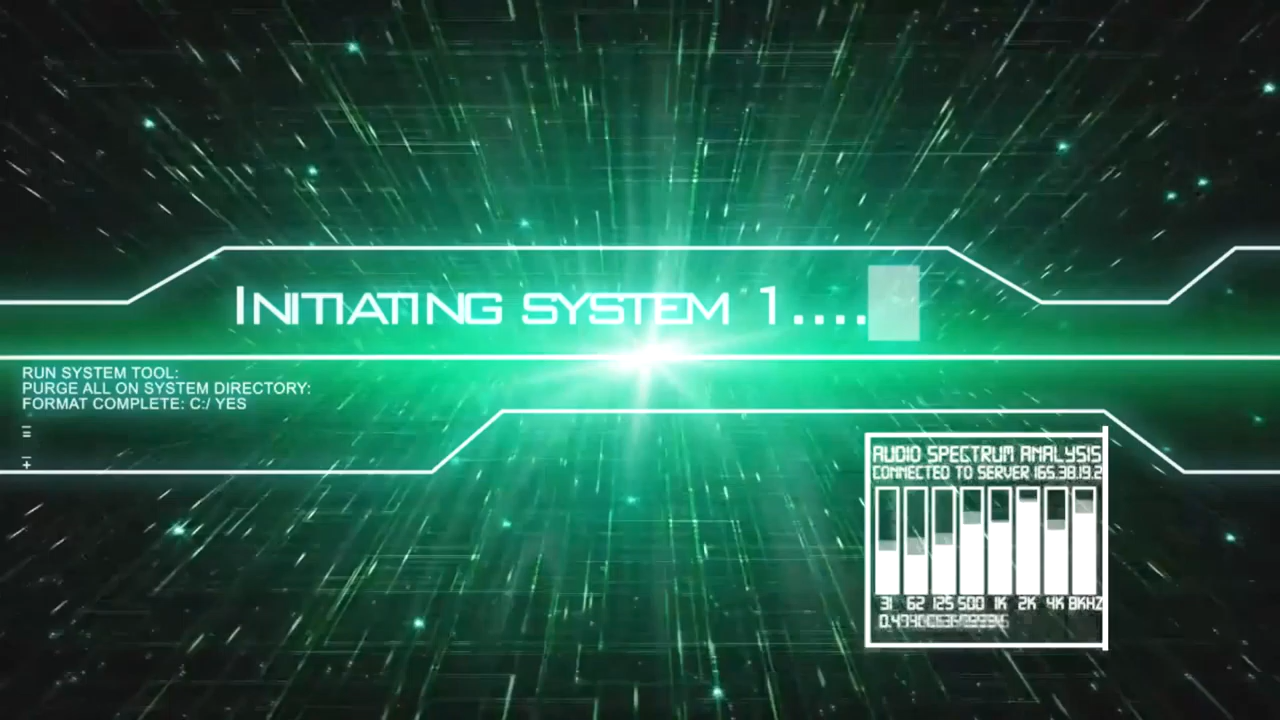 INITIATING SYSTEM 1....
RUN SYSTEM TOOL:
PURGE ALL ON SYSTEM DIRECTORY:
FORMAT COMPLETE: C:/ YES
AUDIO SPECTRUM ANALYSIS
CONNECTED TO SERVER 165.38.19.2
31 62 125 500 1K 2K 4K 8KHZ